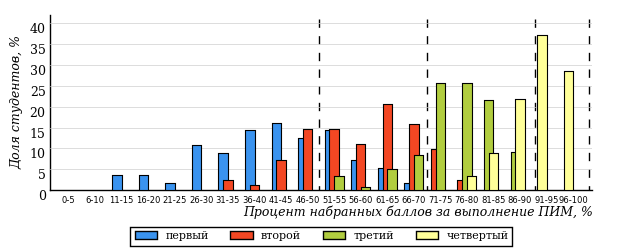 Доля студентов, %
40
35
30
25
20
15
10
5
0
0-5 6-10 11-15 16-20 21-25 26-30 31-35 36-40 41-45 46-50 51-55 56-60 61-65 66-70 71-75 76-80 81-85 86-90 91-95 96-100
Процент набранных баллов за выполнение ПИМ, %
первый второй третий четвертый